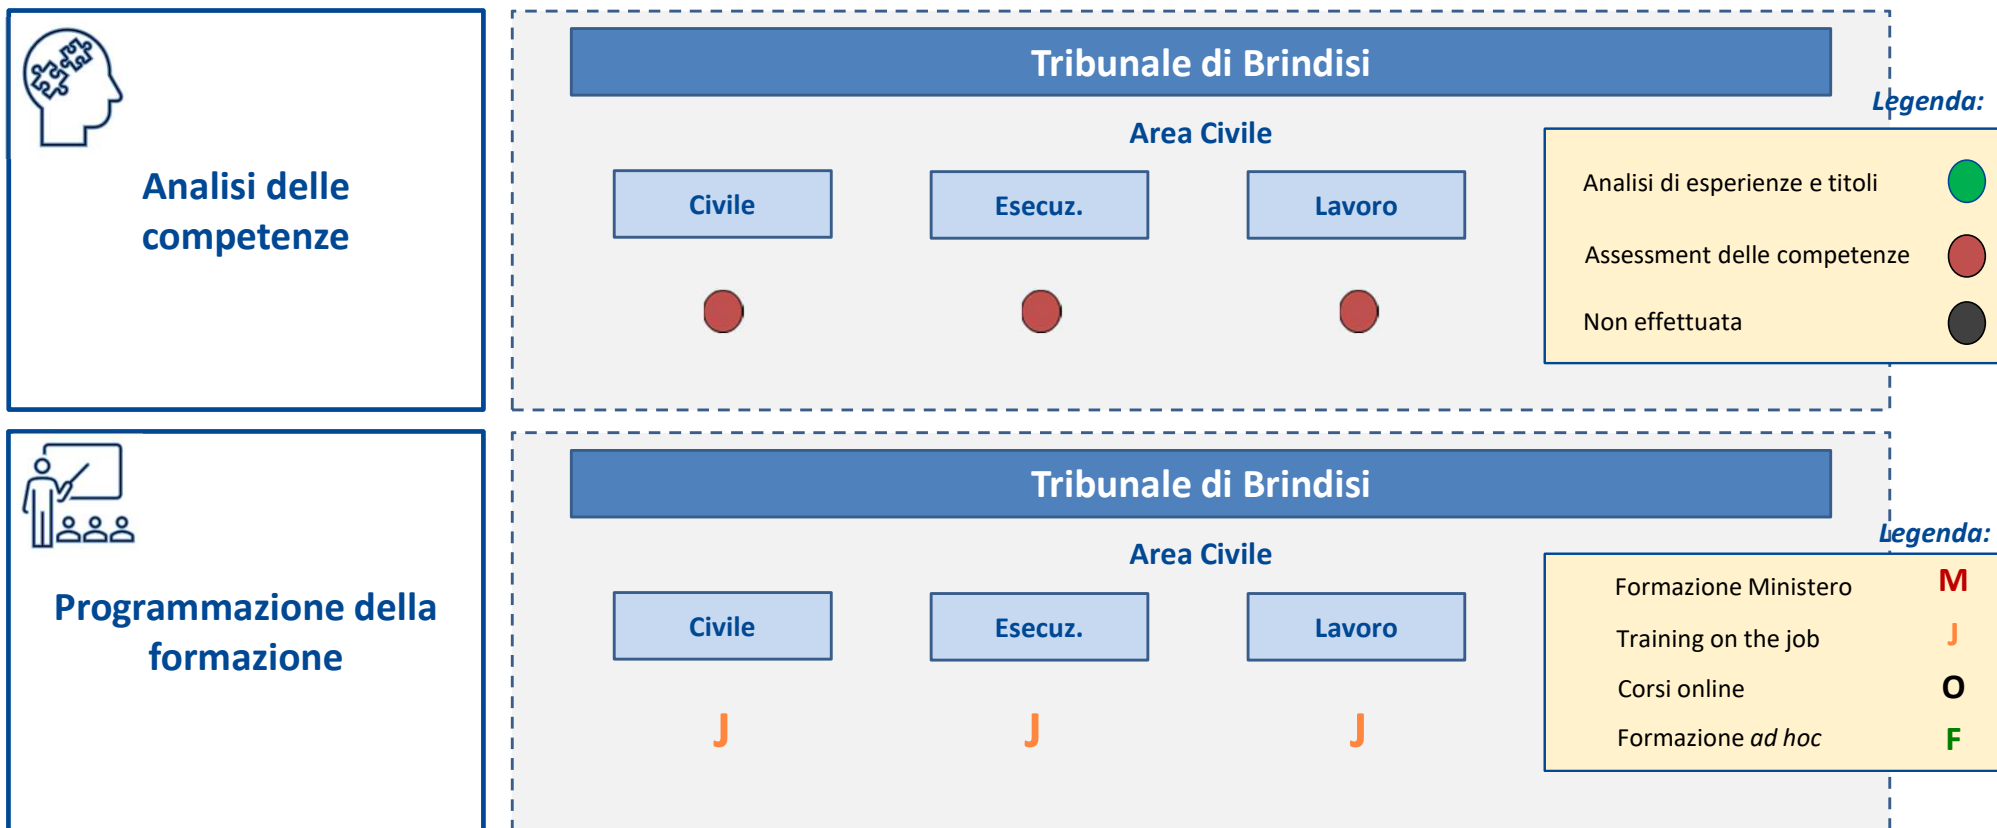 Analisi delle
competenze
Tribunale di Brindisi
Area Civile
Civile
Esecuz.
Lavoro
Legenda:
Analisi di esperienze e titoli
Assessment delle competenze
Non effettuata
Programmazione della
formazione
Tribunale di Brindisi
Area Civile
Civile
Esecuz.
Lavoro
J
J
J
Legenda:
Formazione Ministero M
Training on the job J
Corsi online O
Formazione ad hoc F